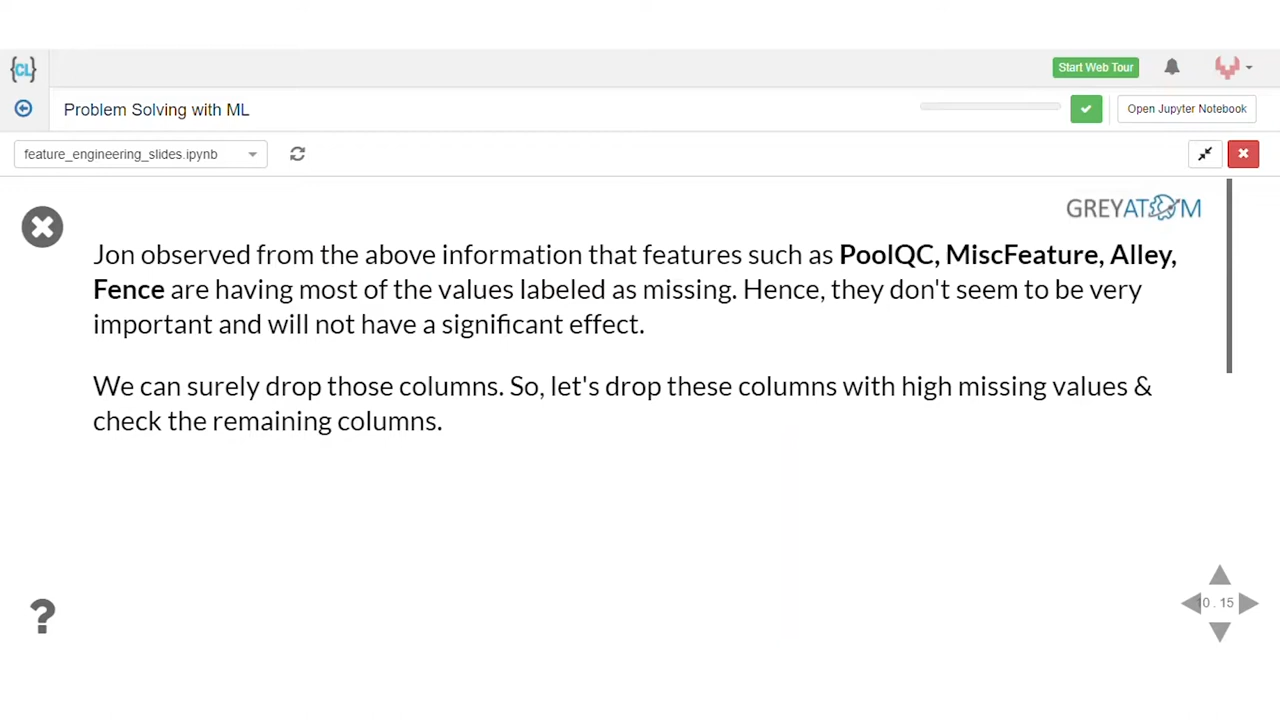 {CL}
Start Web Tour
Problem Solving with ML
Open Jupyter Notebook
feature_engineering_slides.ipynb
GREYATOM
Jon observed from the above information that features such as PoolQC, MiscFeature, Alley,
Fence are having most of the values labeled as missing. Hence, they don't seem to be very
important and will not have a significant effect.
We can surely drop those columns. So, let's drop these columns with high missing values &
check the remaining columns.
?
10 . 15